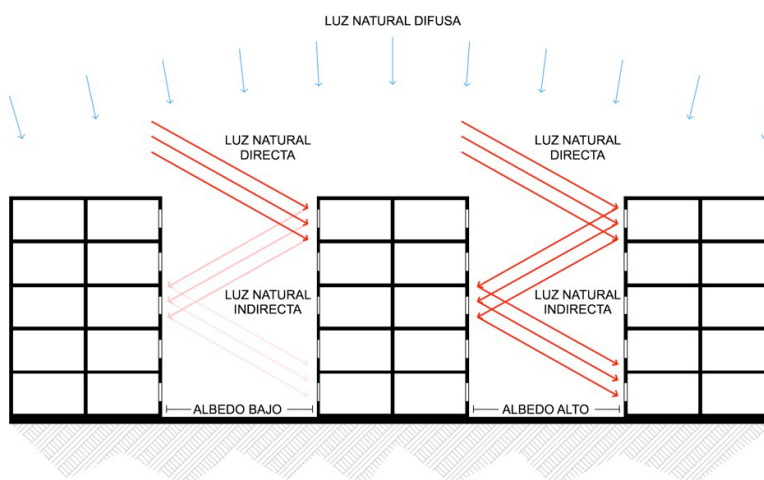 LUZ NATURAL DIFUSA
LUZ NATURAL
DIRECTA
LUZ NATURAL
DIRECTA
LUZ NATURAL
INDIRECTA
LUZ NATURAL
INDIRECTA
ALBEDO BAJO
ALBEDO ALTO